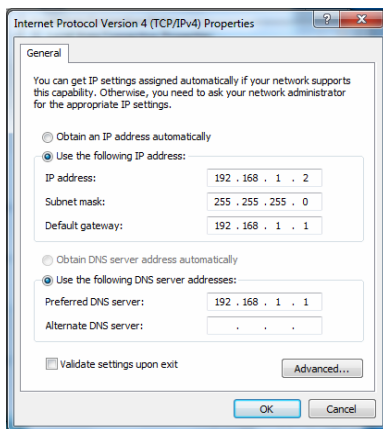 Internet Protocol Version 4 (TCP/IPv4) Properties
General
You can get IP settings assigned automatically if your network supports
this capability. Otherwise, you need to ask your network administrator
for the appropriate IP settings.
Obtain an IP address automatically
Use the following IP address:
IP address: 192 . 168 . 1 . 2
Subnet mask: 255 . 255 . 255 . 0
Default gateway: 192 . 168 . 1 . 1
Obtain DNS server address automatically
Use the following DNS server addresses:
Preferred DNS server: 192 . 168 . 1 . 1
Alternate DNS server: . . .
Validate settings upon exit
Advanced...
OK Cancel